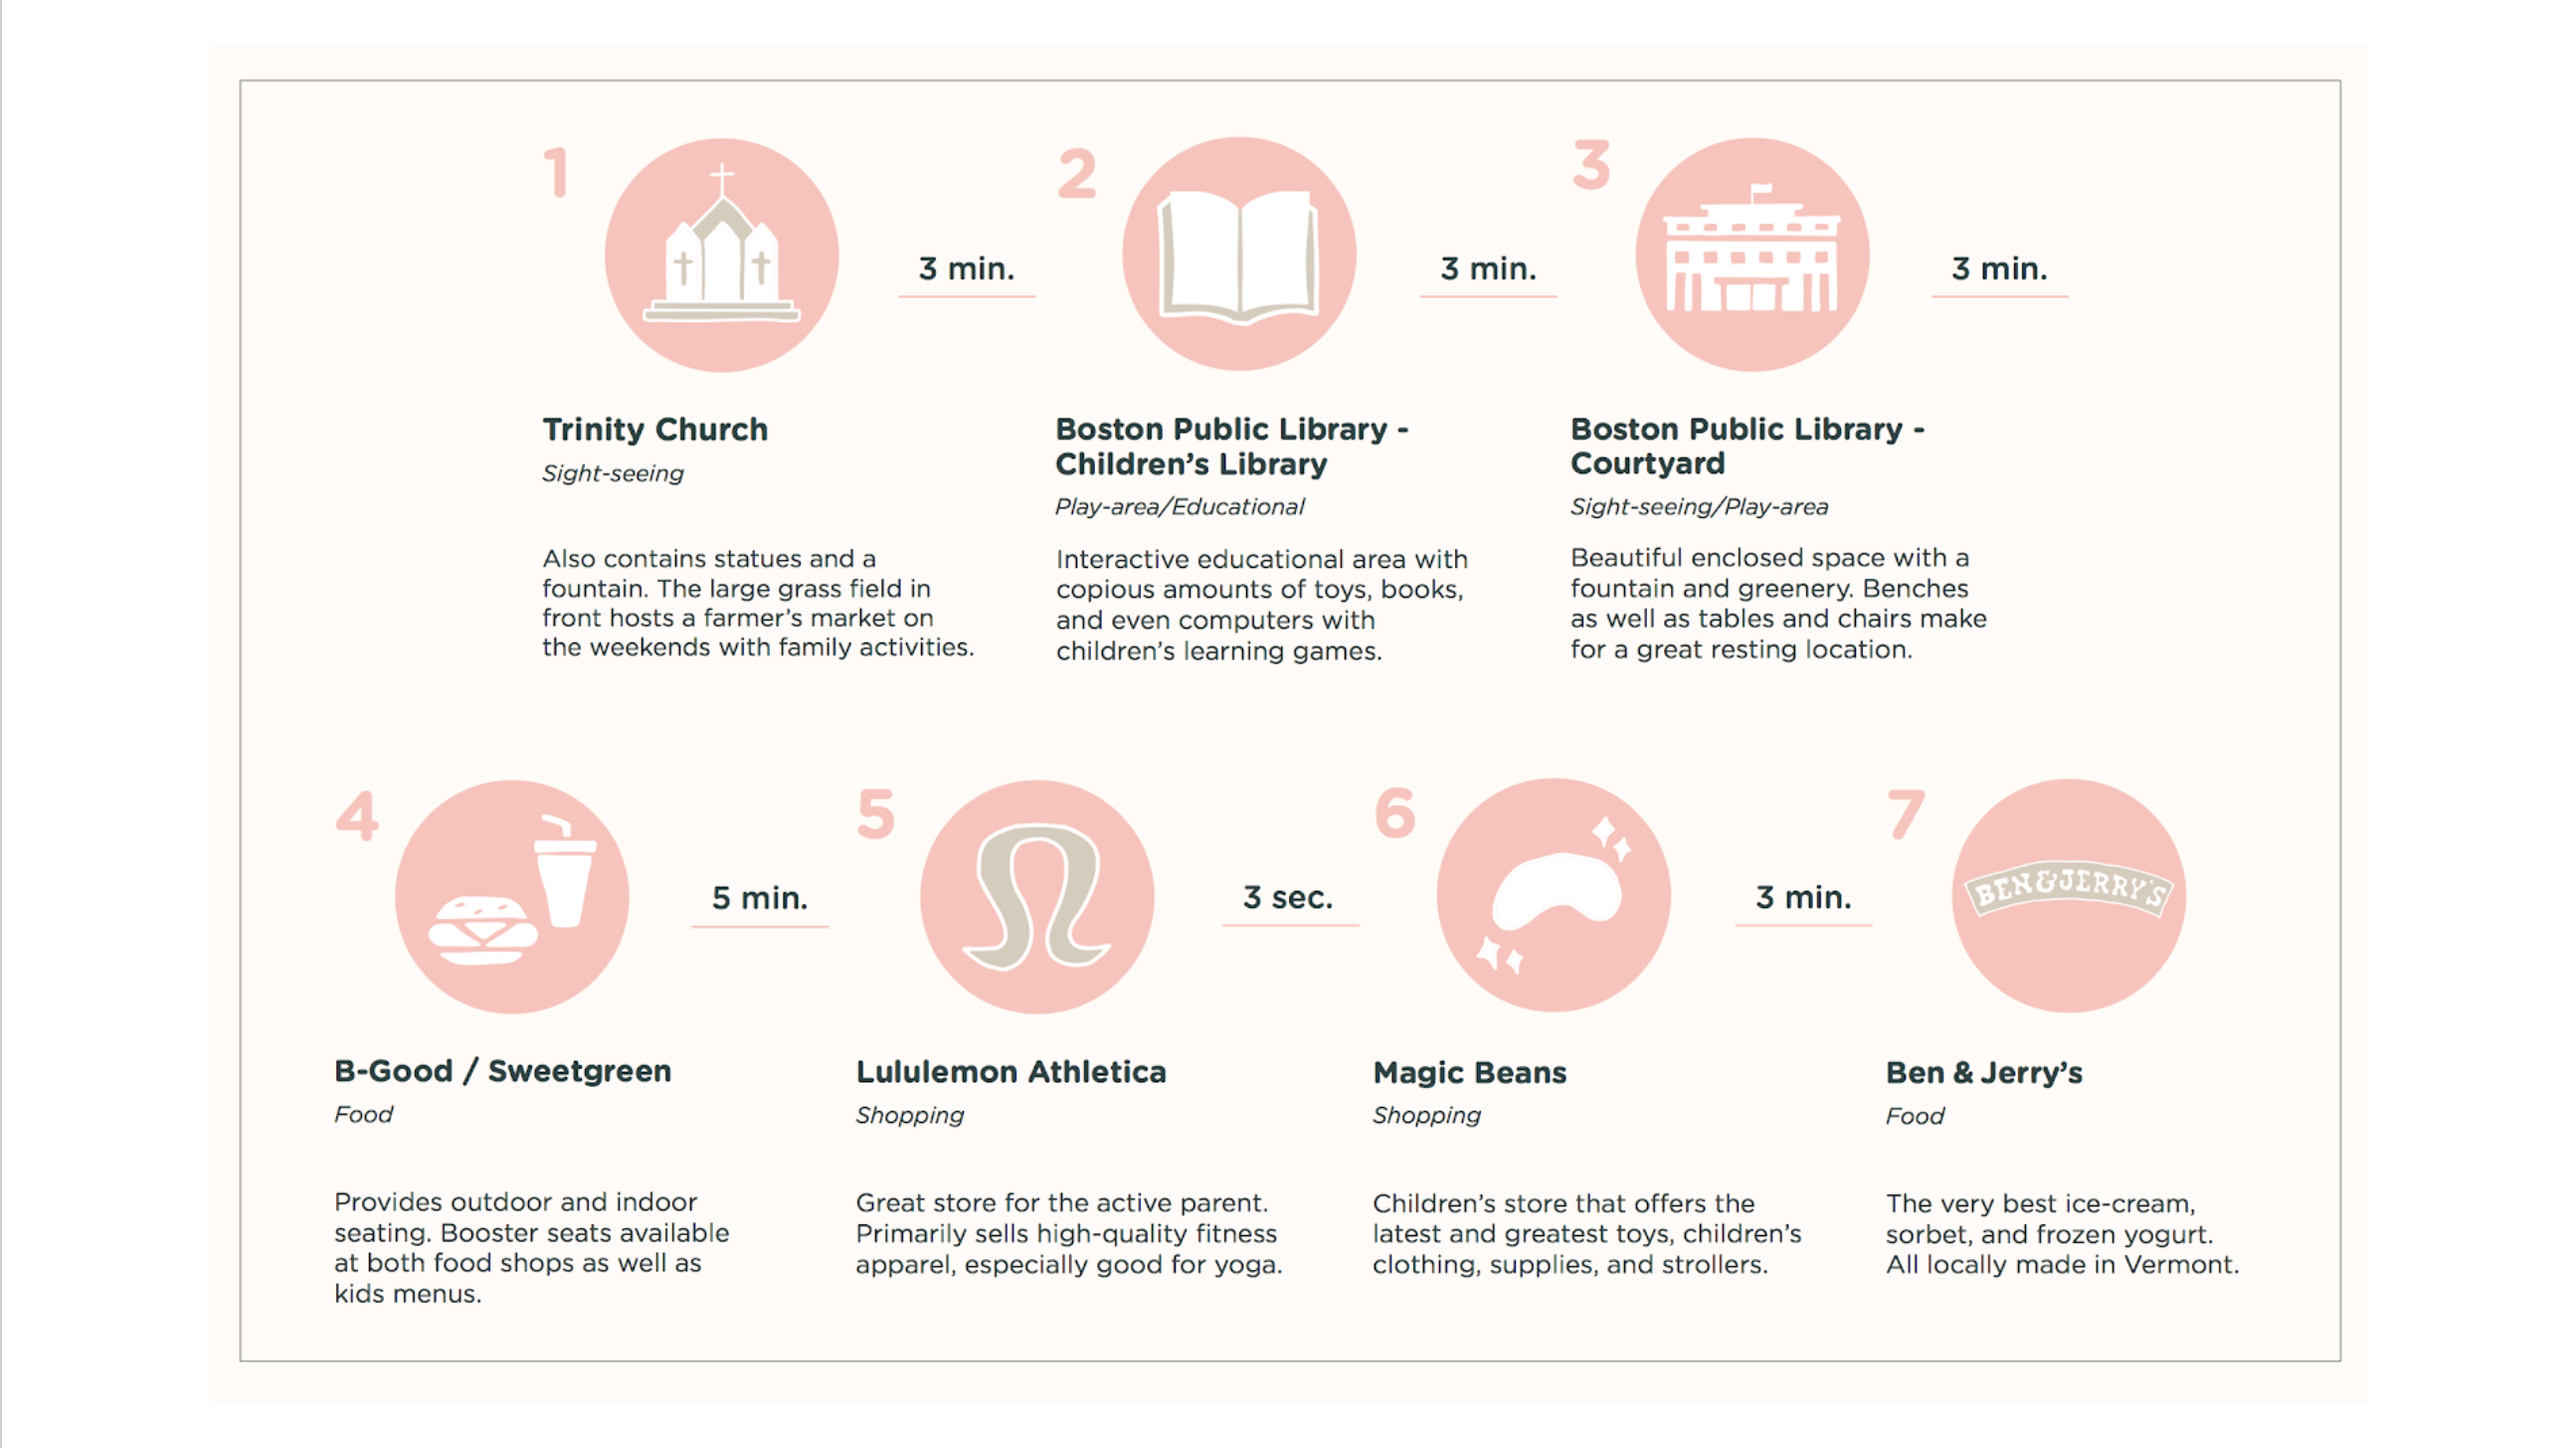 1
3 min.
Trinity Church
Sight-seeing
Also contains statues and a
fountain. The large grass field in
front hosts a farmer's market on
the weekends with family activities.
2
3 min.
Boston Public Library -
Children's Library
Play-area/Educational
Interactive educational area with
copious amounts of toys, books,
and even computers with
children's learning games.
3
3 min.
Boston Public Library -
Courtyard
Sight-seeing/Play-area
Beautiful enclosed space with a
fountain and greenery. Benches
as well as tables and chairs make
for a great resting location.
4
5 min.
B-Good / Sweetgreen
Food
Provides outdoor and indoor
seating. Booster seats available
at both food shops as well as
kids menus.
5
3 sec.
Lululemon Athletica
Shopping
Great store for the active parent.
Primarily sells high-quality fitness
apparel, especially good for yoga.
6
3 min.
Magic Beans
Shopping
Children's store that offers the
latest and greatest toys, children's
clothing, supplies, and strollers.
7
BEN&JERRY'S
Ben & Jerry's
Food
The very best ice-cream,
sorbet, and frozen yogurt.
All locally made in Vermont.